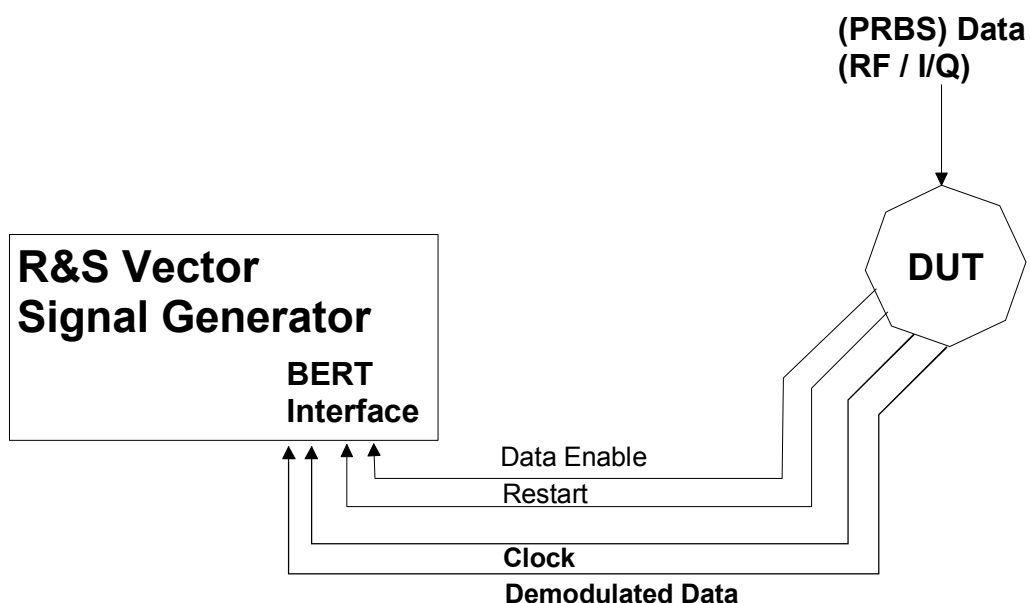 (PRBS) Data
(RF / I/Q)
DUT
R&S Vector
Signal Generator
BERT
Interface
Data Enable
Restart
Clock
Demodulated Data